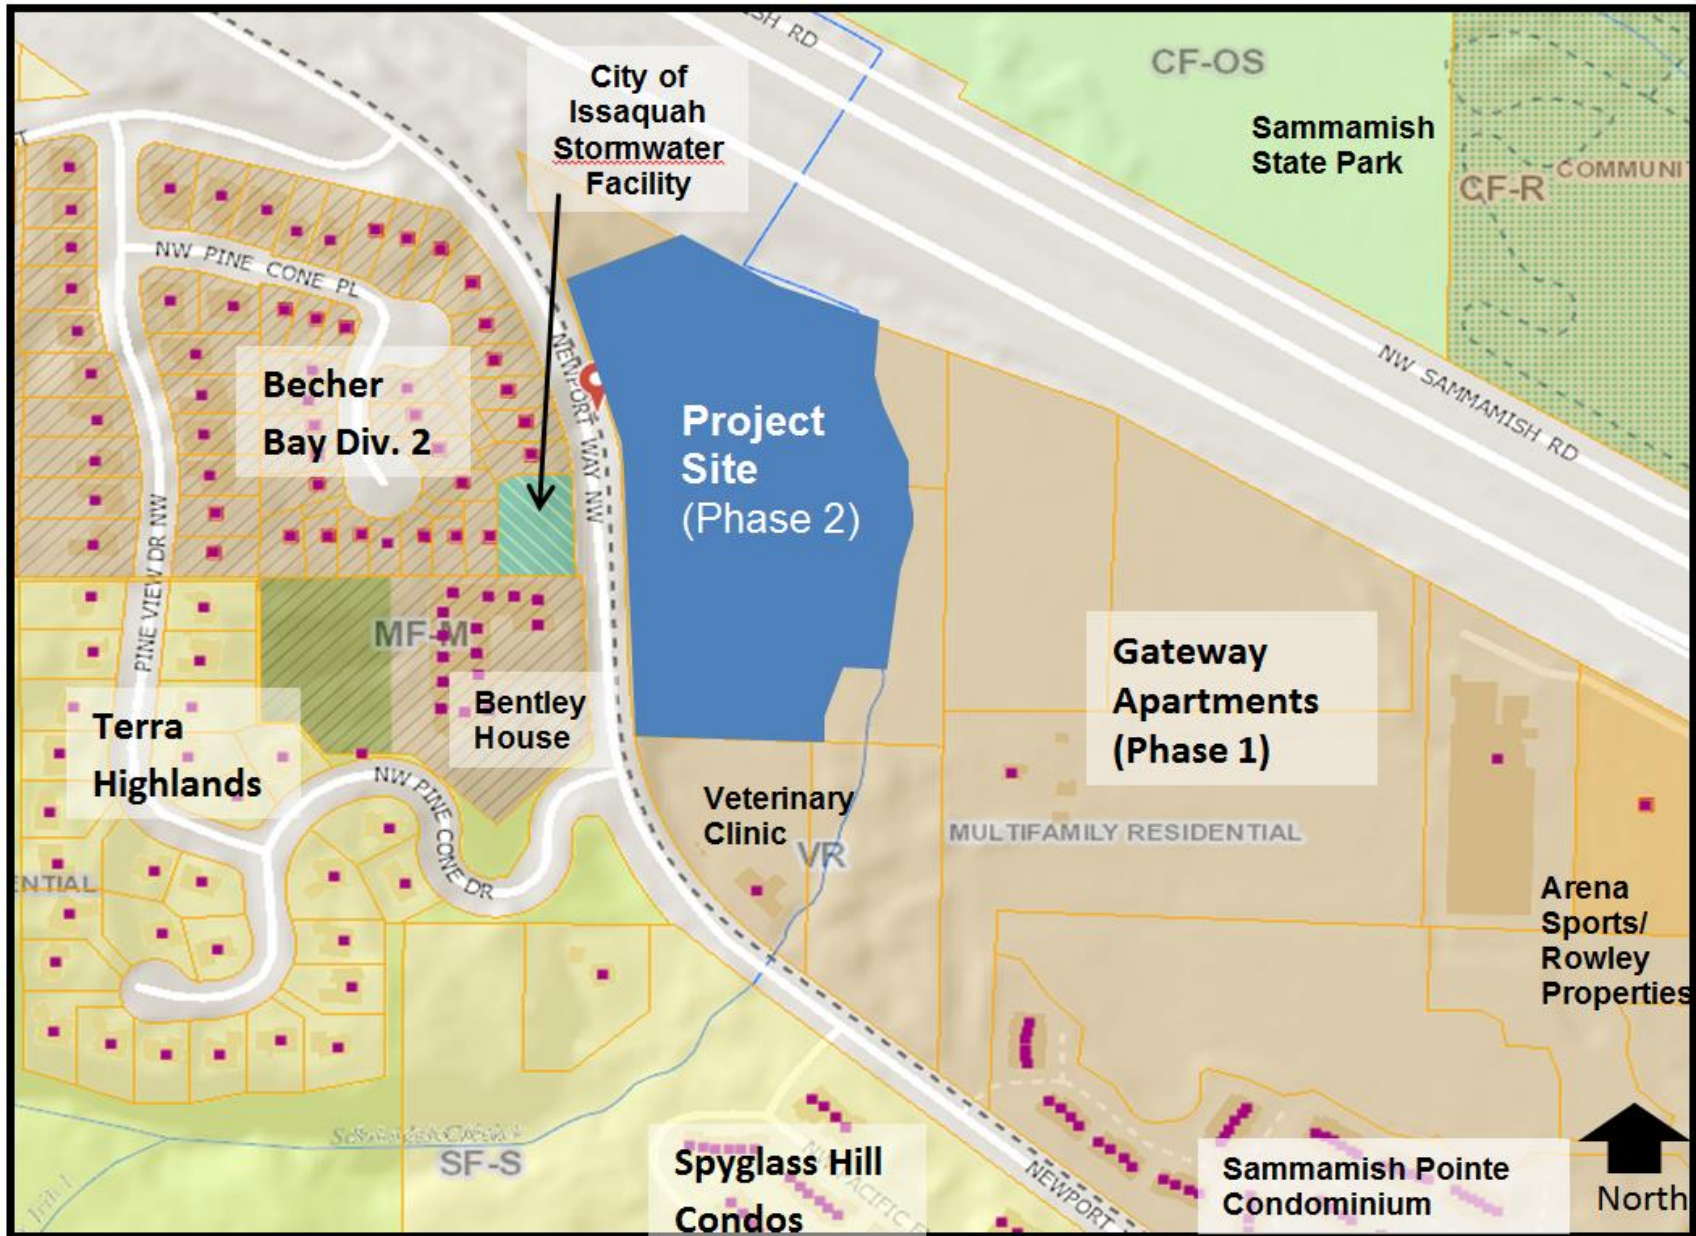 SH RD
CF-OS
City of
Issaquah
Stormwater
Facility
Sammamish
State Park
CF-R
COMMUNI
NW PINE CONE PL
NEWPORT WAY NW
NW SAMMAMISH RD
Becher
Bay Div. 2
Project
Site
(Phase 2)
PINE VIEW DR NW
MF-M
Gateway
Apartments
(Phase 1)
Bentley
House
Terra
Highlands
NW PINE CONE DR
Veterinary
Clinic
VR
MULTIFAMILY RESIDENTIAL
ENTIAL
Arena
Sports/
Rowley
Properties
SF-S
Spyglass Hill
Condos
NEWPORT
Sammamish Pointe
Condominium
North